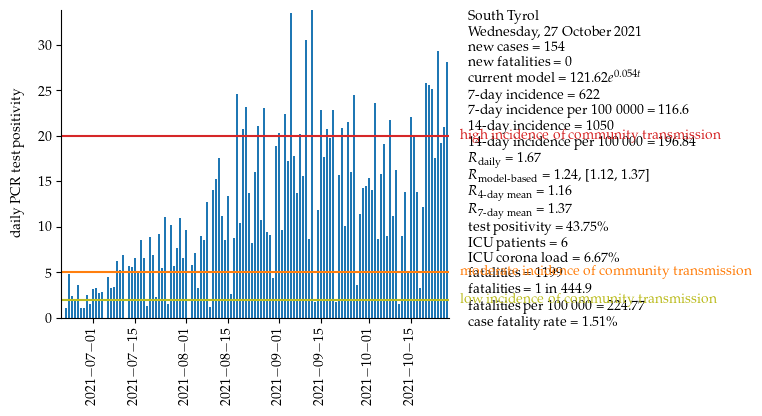 South Tyrol
Wednesday, 27 October 2021
new cases = 154
new fatalities = 0
current model = 121.62e^0.054t
7-day incidence = 622
7-day incidence per 100 0000 = 116.6
14-day incidence = 1050
high incidence of community transmission
14-day incidence per 100 000 = 196.84
R_daily = 1.67
R_model-based = 1.24, [1.12, 1.37]
R_4-day mean = 1.16
R_7-day mean = 1.37
test positivity = 43.75%
ICU patients = 6
ICU corona load = 6.67%
moderate incidence of community transmission
fatalities = 1199
fatalities = 1 in 444.9
low incidence of community transmission
fatalities per 100 000 = 224.77
case fatality rate = 1.51%
daily PCR test positivity
30
25
20
15
10
5
0
2021−07−01
2021−07−15
2021−08−01
2021−08−15
2021−09−01
2021−09−15
2021−10−01
2021−10−15